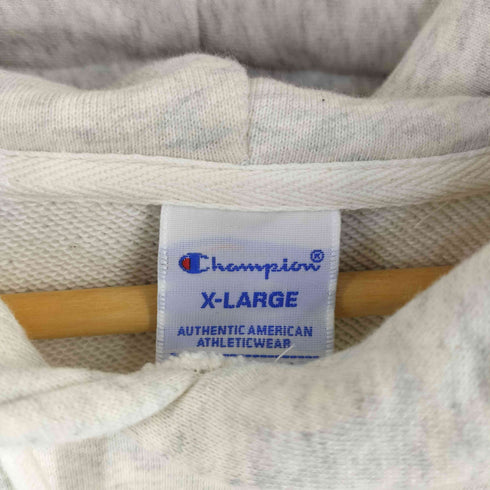 Champion®
X-LARGE
AUTHENTIC AMERICAN
ATHLETICWEAR